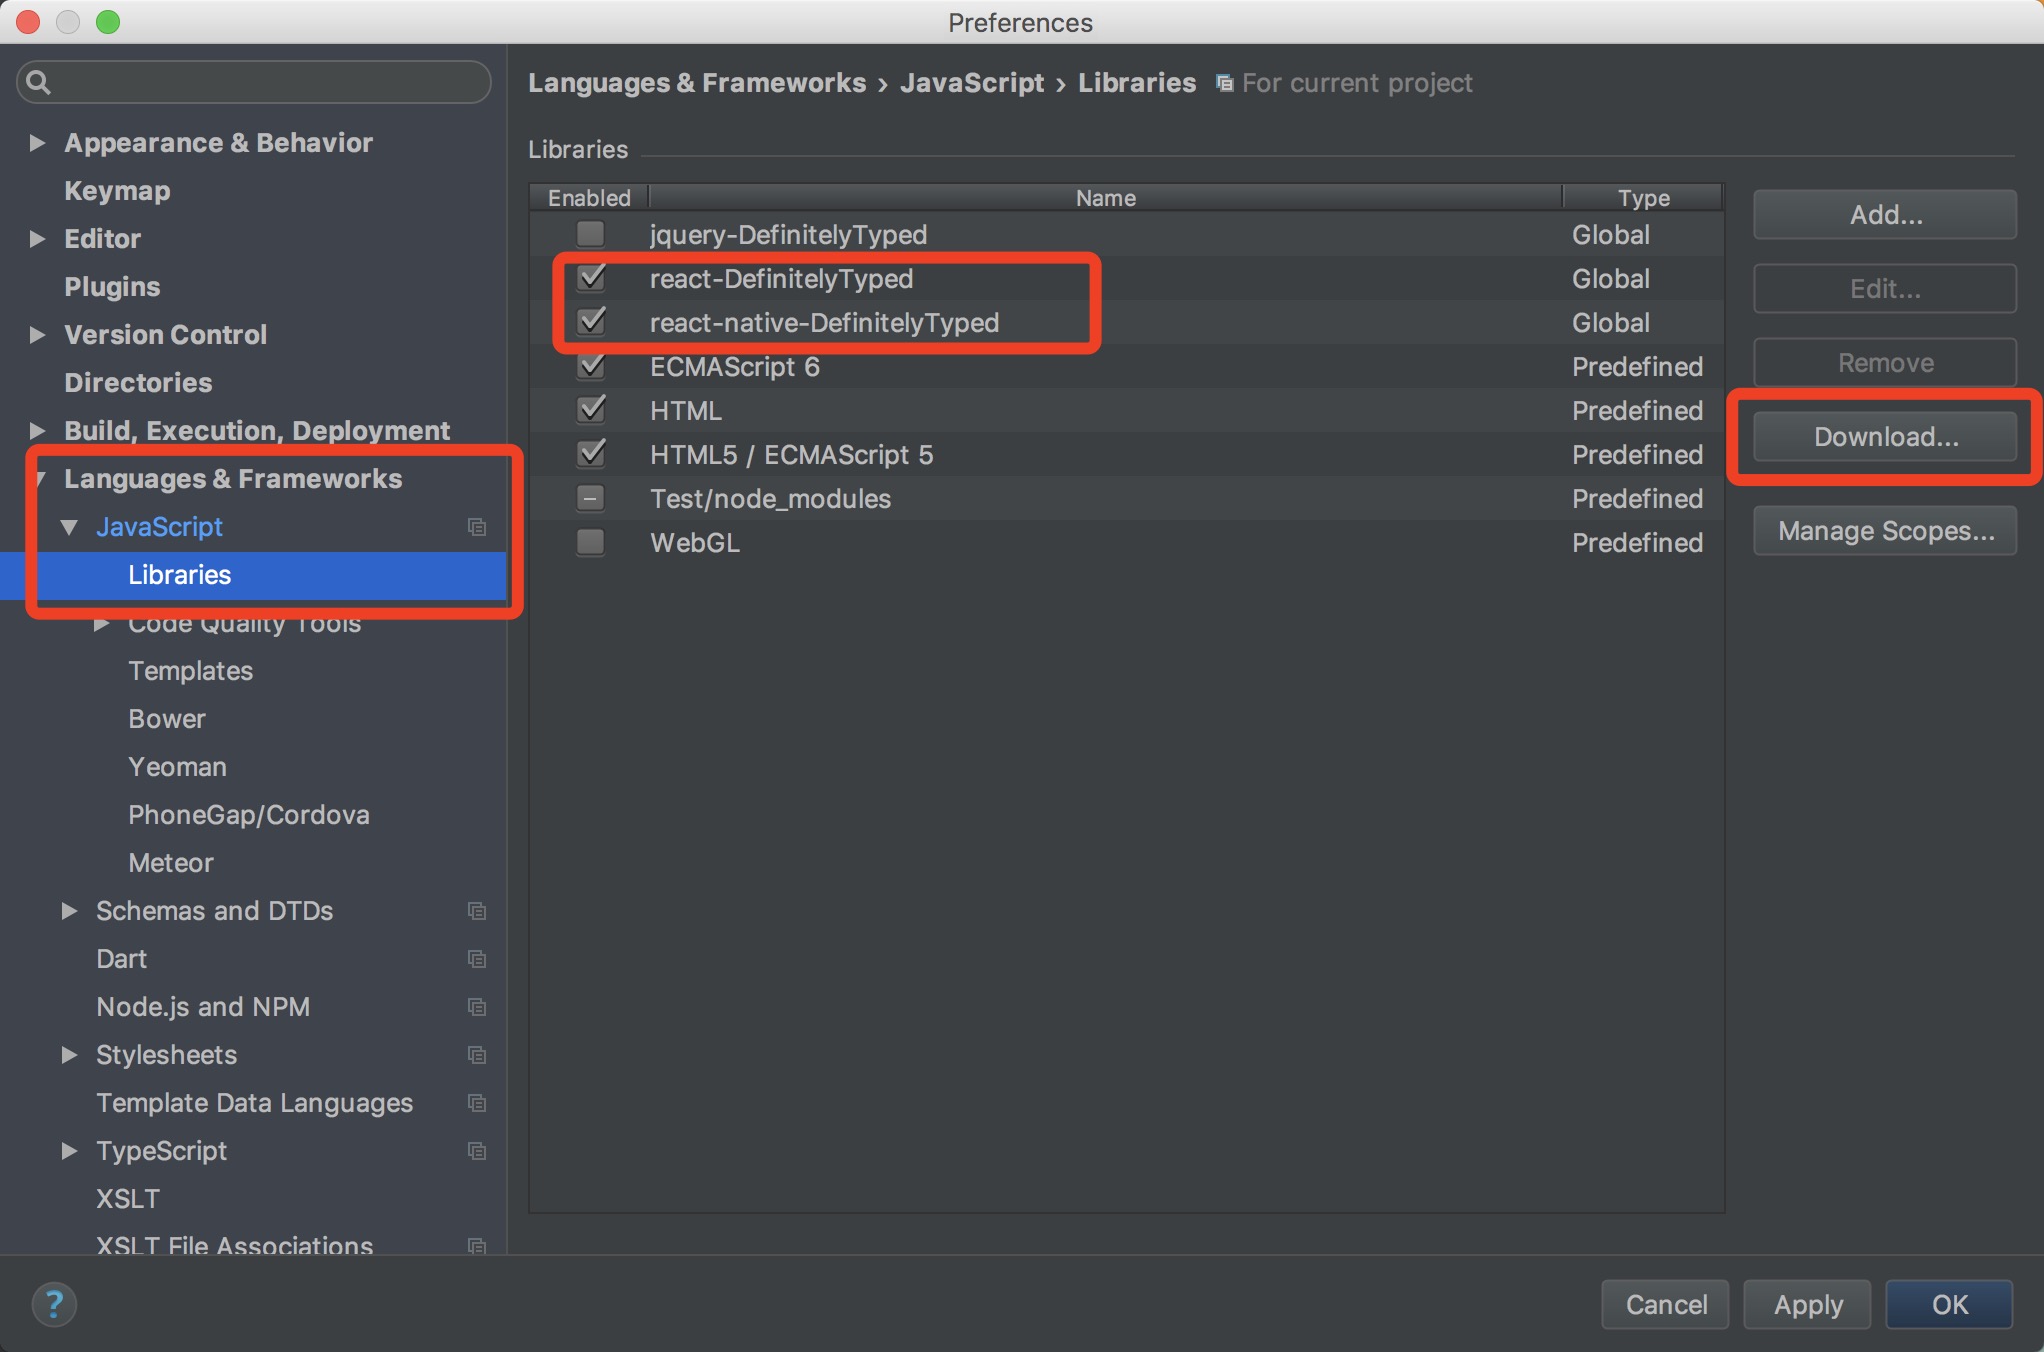 Preferences
Appearance & Behavior
Keymap
Editor
Plugins
Version Control
Directories
Build, Execution, Deployment
Languages & Frameworks
JavaScript
Libraries
Code Quality Tools
Templates
Bower
Yeoman
PhoneGap/Cordova
Meteor
Schemas and DTDs
Dart
Node.js and NPM
Stylesheets
Template Data Languages
TypeScript
XSLT
XSLT File Associations
Languages & Frameworks › JavaScript › Libraries For current project
Libraries
Enabled Name Type
jquery-DefinitelyTyped Global
react-DefinitelyTyped Global
react-native-DefinitelyTyped Global
ECMAScript 6 Predefined
HTML Predefined
HTML5 / ECMAScript 5 Predefined
Test/node_modules Predefined
WebGL Predefined
Add...
Edit...
Remove
Download...
Manage Scopes...
?
Cancel Apply OK